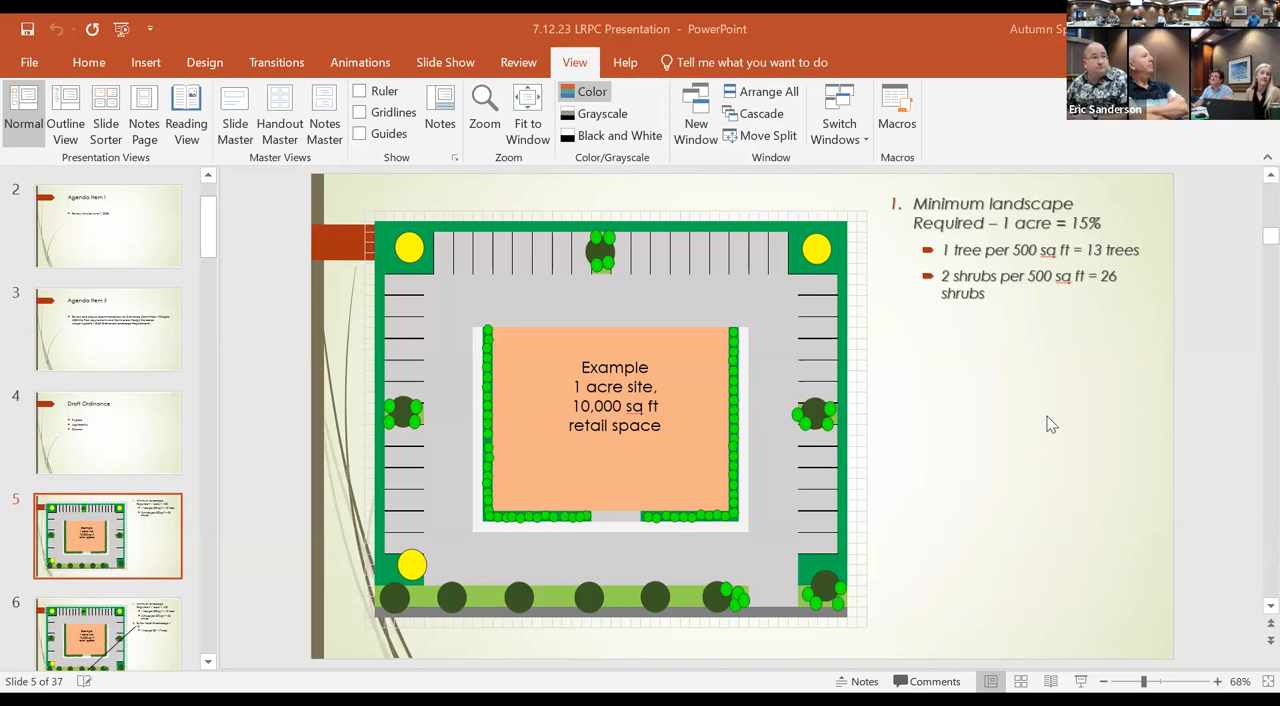 7.12.23 LRPC Presentation - PowerPoint
Autumn Sp
File Home Insert Design Transitions Animations Slide Show Review View Help Tell me what you want to do
Normal
Outline View
Slide Sorter
Notes Page
Reading View
Presentation Views
Slide Master
Handout Master
Notes Master
Master Views
Ruler
Gridlines
Guides
Show
Notes
Zoom
Fit to Window
Zoom
Color
Grayscale
Black and White
Color/Grayscale
New Window
Arrange All
Cascade
Move Split
Switch Windows
Window
Macros
Macros
Eric Sanderson
2
Agenda Item I
3
Agenda Item II
4
Draft Ordinance
5
6
Example
1 acre site,
10,000 sq ft
retail space
1. Minimum landscape
Required – 1 acre = 15%
1 tree per 500 sq ft = 13 trees
2 shrubs per 500 sq ft = 26
shrubs
Slide 5 of 37
Notes
Comments
68%